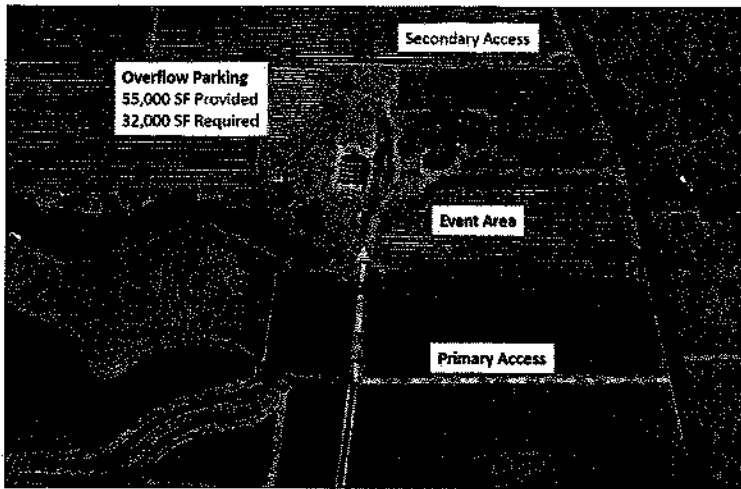 Secondary Access
Overflow Parking
55,000 SF Provided
32,000 SF Required
Event Area
Primary Access